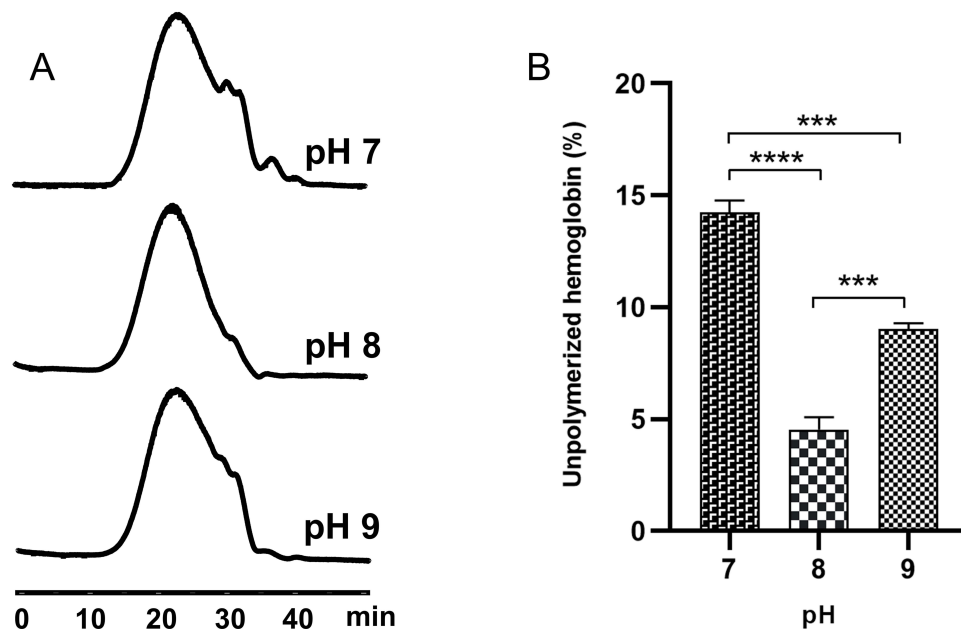 A
pH 7
pH 8
pH 9
0 10 20 30 40 min
B
Unpolymerized hemoglobin (%)
20
15
10
5
0
***
****
***
7 8 9
pH